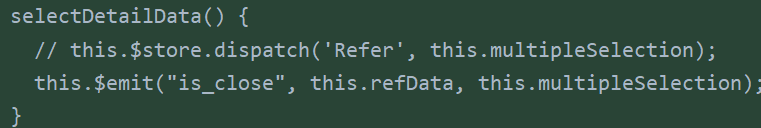 selectDetailData() {
  // this.$store.dispatch('Refer', this.multipleSelection);
  this.$emit("is_close", this.refData, this.multipleSelection);
}